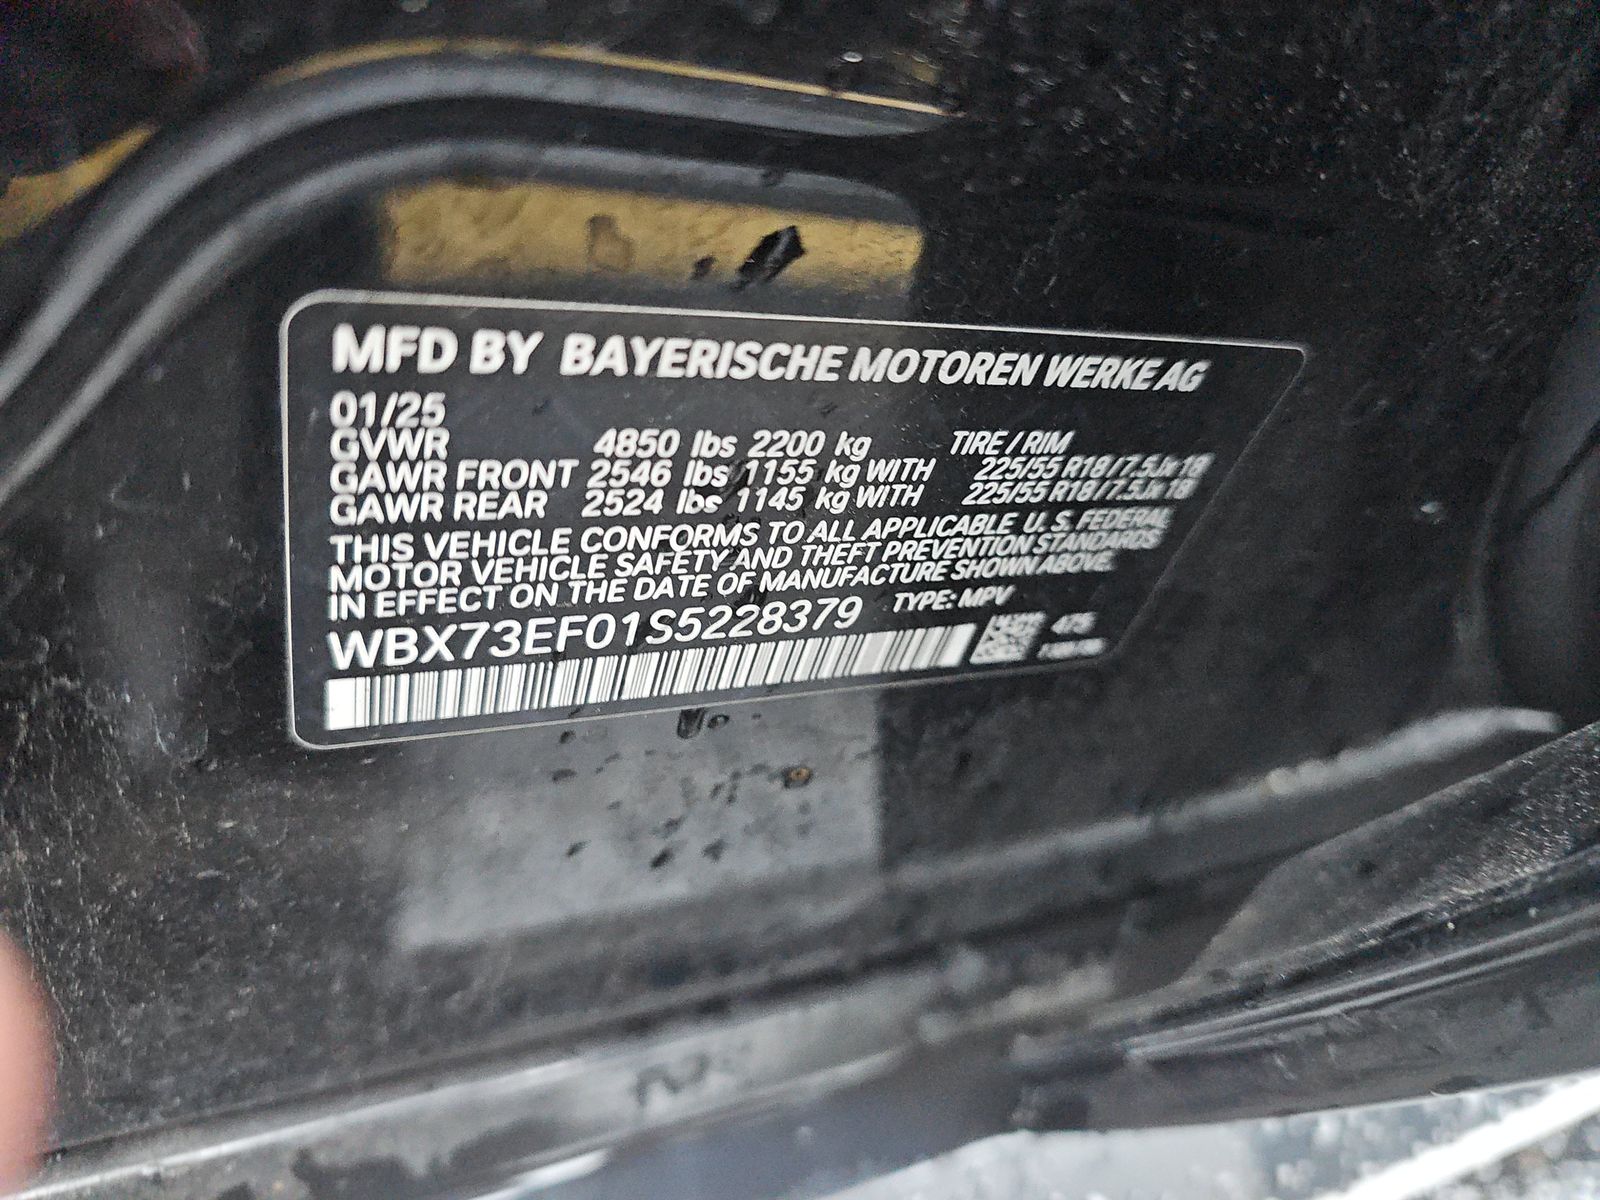 MFD BY BAYERISCHE MOTOREN WERKE AG
01/25
GVWR 4850 lbs 2200 kg TIRE / RIM
GAWR FRONT 2546 lbs 1155 kg WITH 225/55 R18 / 7.5Jx18
GAWR REAR 2524 lbs 1145 kg WITH 225/55 R18 / 7.5Jx18
THIS VEHICLE CONFORMS TO ALL APPLICABLE U. S. FEDERAL
MOTOR VEHICLE SAFETY AND THEFT PREVENTION STANDARDS
IN EFFECT ON THE DATE OF MANUFACTURE SHOWN ABOVE.
WBX73EF01S5228379 TYPE: MPV
475